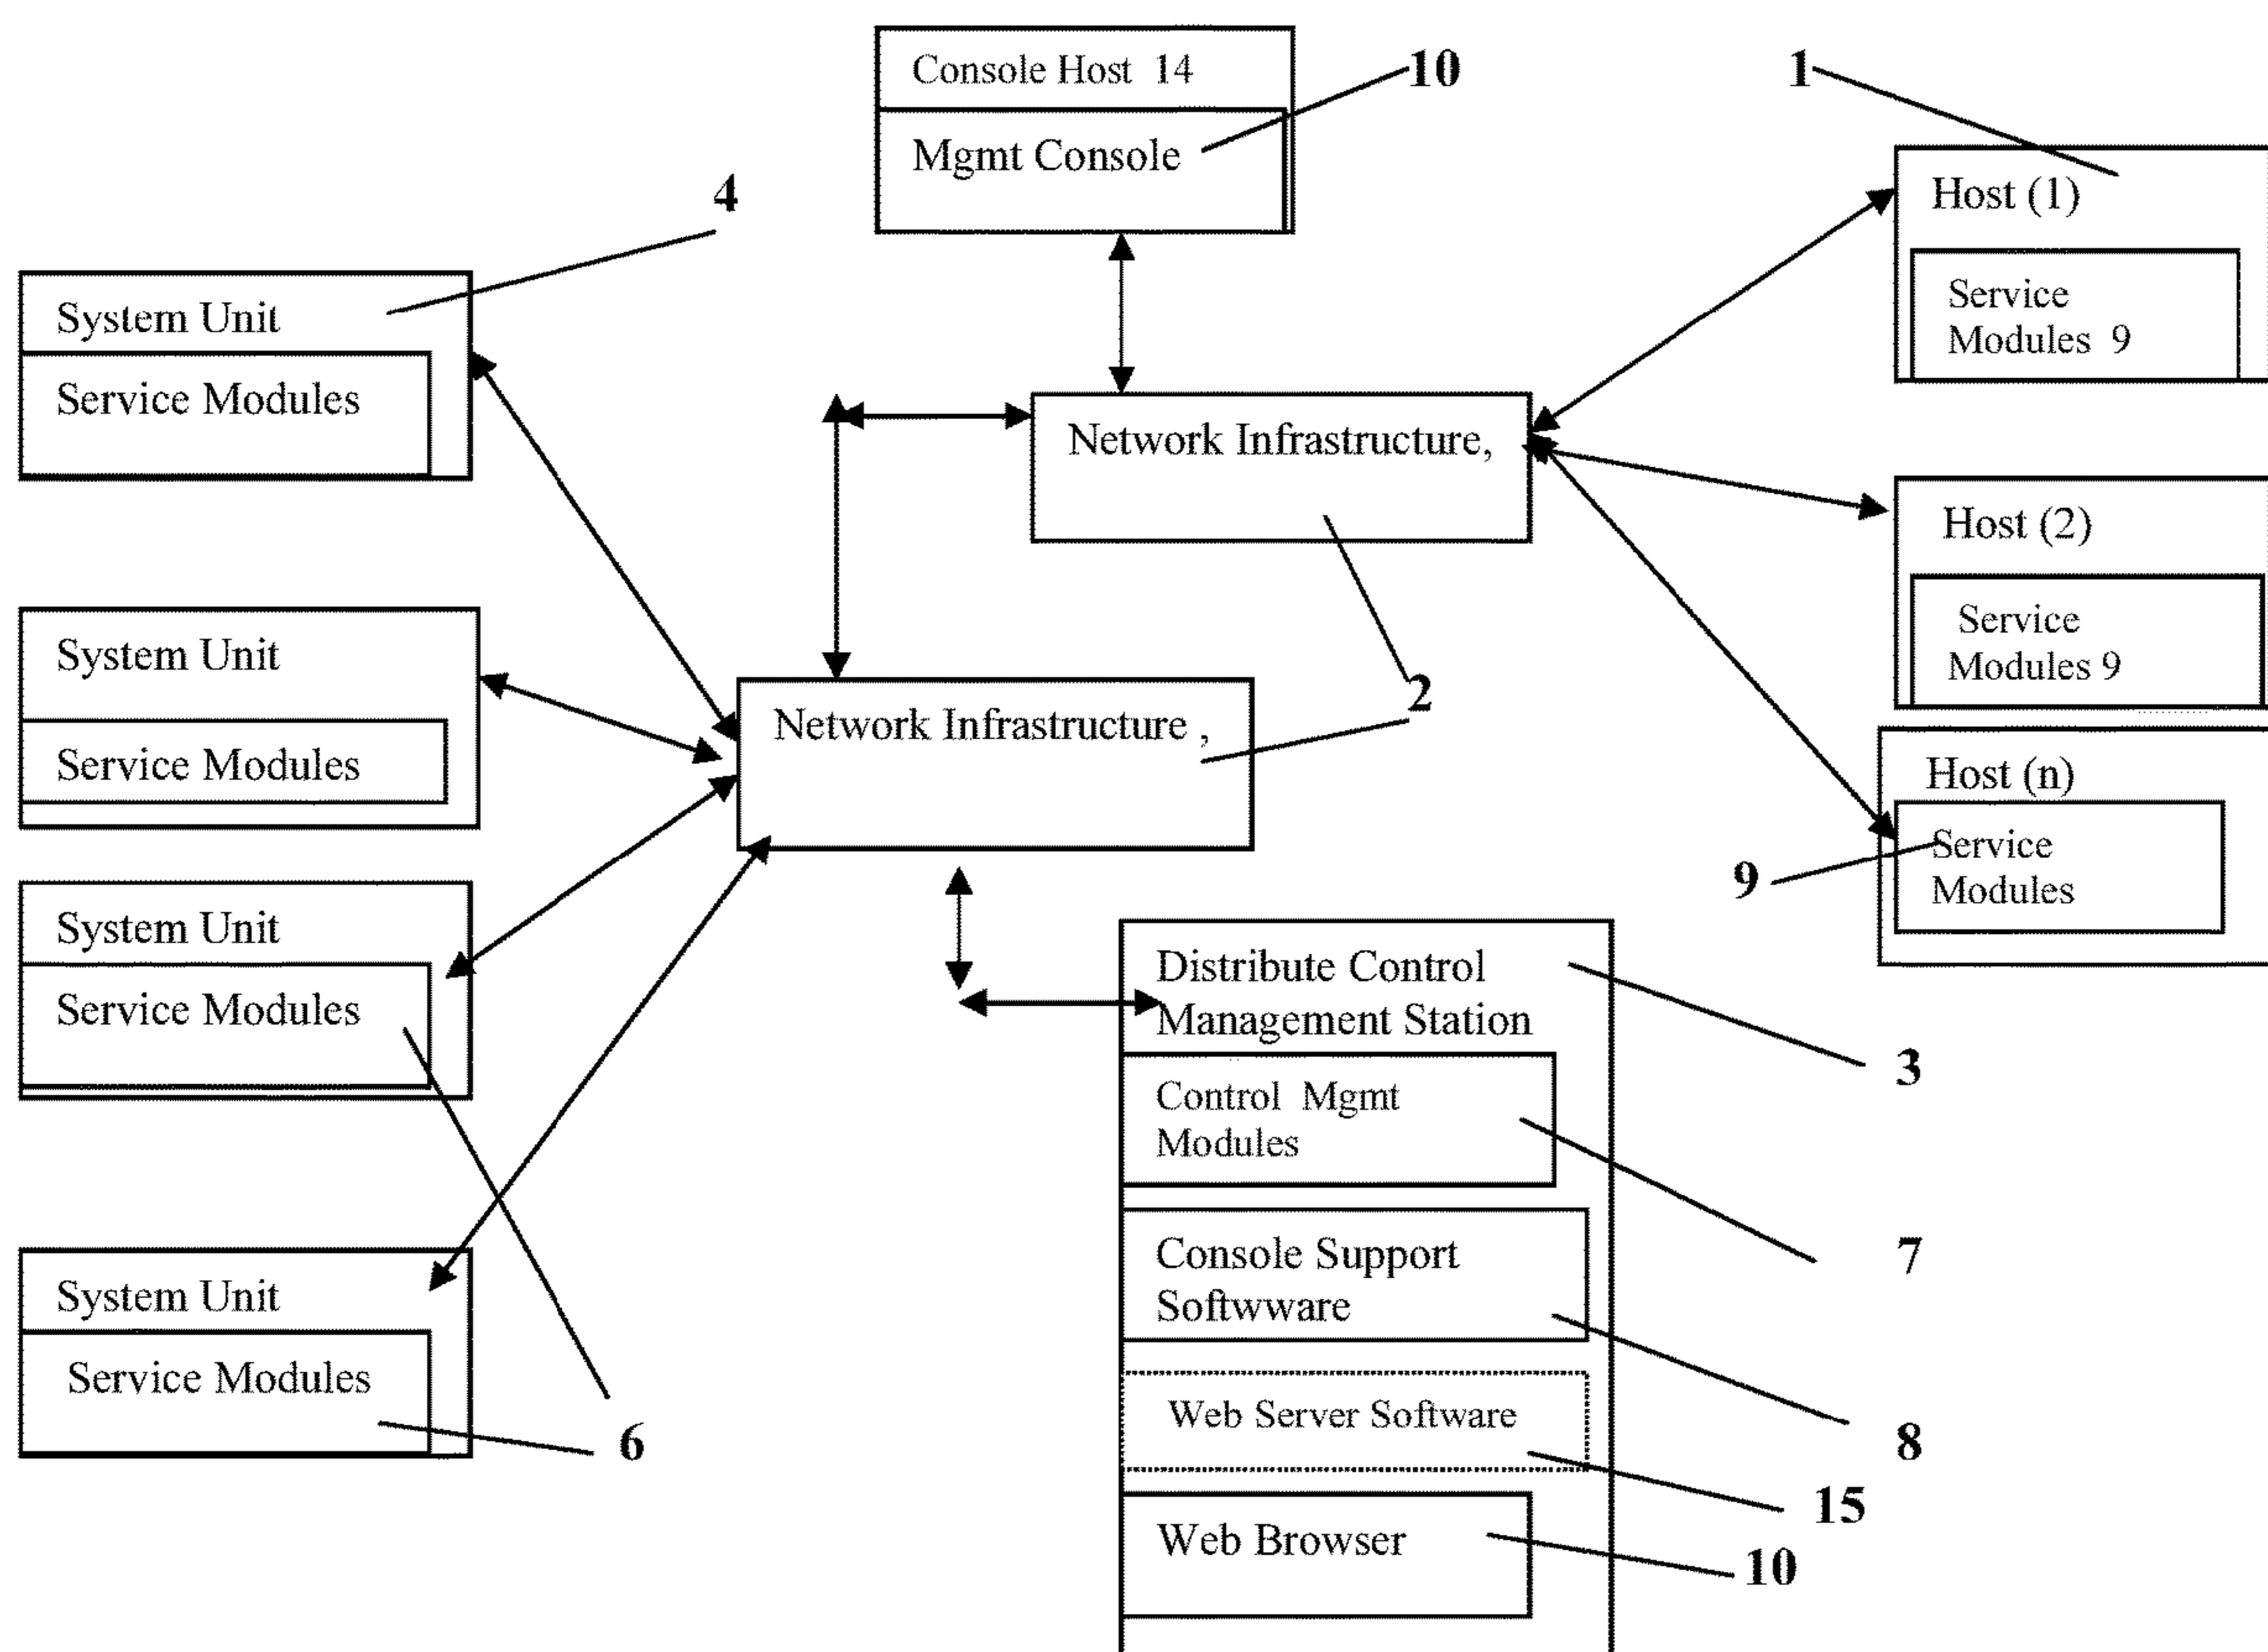 Console Host 14
Mgmt Console
10
1
4
Host (1)
Service
Modules 9
System Unit
Service Modules
Network Infrastructure,
Host (2)
Service
Modules 9
System Unit
Service Modules
Network Infrastructure ,
2
Host (n)
Service
Modules
9
System Unit
Service Modules
Distribute Control
Management Station
3
Control Mgmt
Modules
7
Console Support
Softwware
8
System Unit
Service Modules
6
Web Server Software
15
Web Browser
10